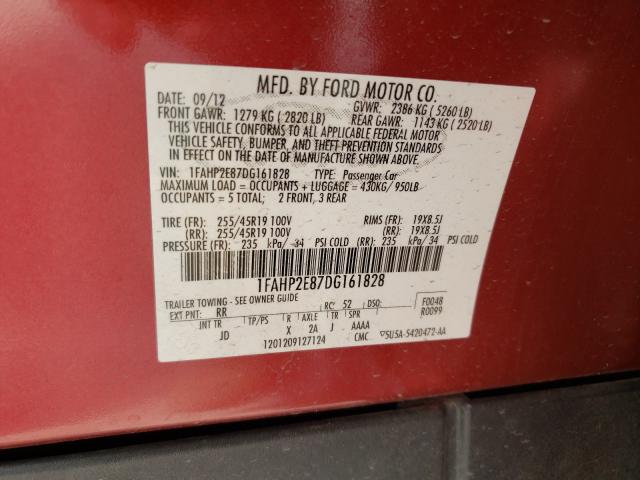 MFD. BY FORD MOTOR CO.
DATE: 09/12 GVWR: 2386 KG ( 5260 LB)
FRONT GAWR: 1279 KG ( 2820 LB) REAR GAWR: 1143 KG ( 2520 LB)
THIS VEHICLE CONFORMS TO ALL APPLICABLE FEDERAL MOTOR
VEHICLE SAFETY, BUMPER, AND THEFT PREVENTION STANDARDS
IN EFFECT ON THE DATE OF MANUFACTURE SHOWN ABOVE.
VIN: 1FAHP2E87DG161828 TYPE: Passenger Car
MAXIMUM LOAD = OCCUPANTS + LUGGAGE = 430KG/950LB
OCCUPANTS = 5 TOTAL; 2 FRONT, 3 REAR
TIRE (FR): 255/45R19 100V RIMS (FR): 19X8.5J
(RR): 255/45R19 100V (RR): 19X8.5J
PRESSURE (FR): 235 kPa/ 34 PSI COLD (RR): 235 kPa/ 34 PSI COLD
1FAHP2E87DG161828
TRAILER TOWING - SEE OWNER GUIDE
EXT PNT: RR RC: 52 DSO: F0048
INT TR TP/PS R AXLE TR SPR R0099
JD X 2A J AAAA
1201209127124 CMC ▽5U5A-5420472-AA